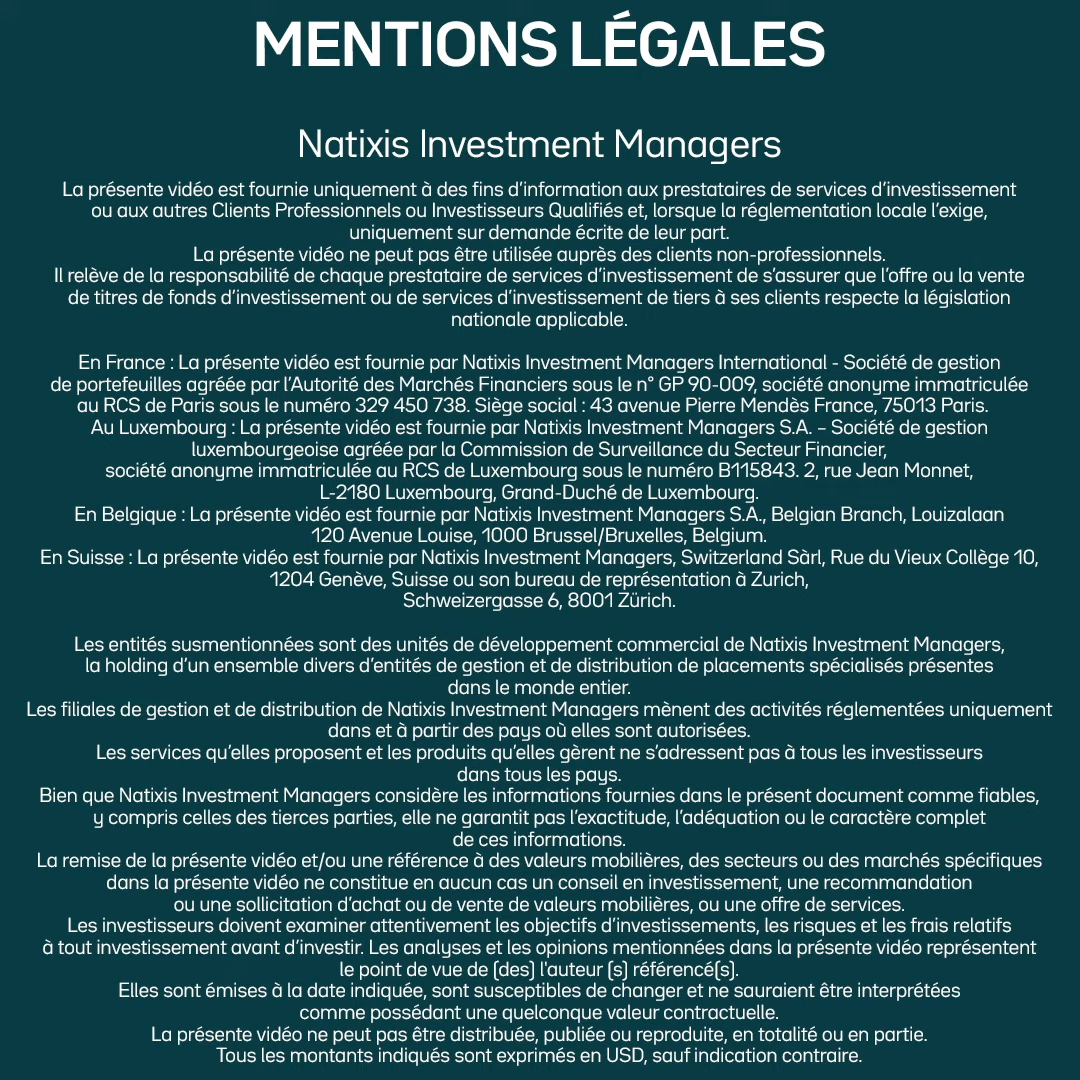 MENTIONS LÉGALES
Natixis Investment Managers
La présente vidéo est fournie uniquement à des fins d'information aux prestataires de services d'investissement
ou aux autres Clients Professionnels ou Investisseurs Qualifiés et, lorsque la réglementation locale l'exige,
uniquement sur demande écrite de leur part.
La présente vidéo ne peut pas être utilisée auprès des clients non-professionnels.
Il relève de la responsabilité de chaque prestataire de services d'investissement de s'assurer que l'offre ou la vente
de titres de fonds d'investissement ou de services d'investissement de tiers à ses clients respecte la législation
nationale applicable.
En France : La présente vidéo est fournie par Natixis Investment Managers International - Société de gestion
de portefeuilles agréée par l'Autorité des Marchés Financiers sous le n° GP 90-009, société anonyme immatriculée
au RCS de Paris sous le numéro 329 450 738. Siège social : 43 avenue Pierre Mendès France, 75013 Paris.
Au Luxembourg : La présente vidéo est fournie par Natixis Investment Managers S.A. – Société de gestion
luxembourgeoise agréée par la Commission de Surveillance du Secteur Financier,
société anonyme immatriculée au RCS de Luxembourg sous le numéro B115843. 2, rue Jean Monnet,
L-2180 Luxembourg, Grand-Duché de Luxembourg.
En Belgique : La présente vidéo est fournie par Natixis Investment Managers S.A., Belgian Branch, Louizalaan
120 Avenue Louise, 1000 Brussel/Bruxelles, Belgium.
En Suisse : La présente vidéo est fournie par Natixis Investment Managers, Switzerland Sàrl, Rue du Vieux Collège 10,
1204 Genève, Suisse ou son bureau de représentation à Zurich,
Schweizergasse 6, 8001 Zürich.
Les entités susmentionnées sont des unités de développement commercial de Natixis Investment Managers,
la holding d'un ensemble divers d'entités de gestion et de distribution de placements spécialisés présentes
dans le monde entier.
Les filiales de gestion et de distribution de Natixis Investment Managers mènent des activités réglementées uniquement
dans et à partir des pays où elles sont autorisées.
Les services qu'elles proposent et les produits qu'elles gèrent ne s'adressent pas à tous les investisseurs
dans tous les pays.
Bien que Natixis Investment Managers considère les informations fournies dans le présent document comme fiables,
y compris celles des tierces parties, elle ne garantit pas l'exactitude, l'adéquation ou le caractère complet
de ces informations.
La remise de la présente vidéo et/ou une référence à des valeurs mobilières, des secteurs ou des marchés spécifiques
dans la présente vidéo ne constitue en aucun cas un conseil en investissement, une recommandation
ou une sollicitation d'achat ou de vente de valeurs mobilières, ou une offre de services.
Les investisseurs doivent examiner attentivement les objectifs d'investissements, les risques et les frais relatifs
à tout investissement avant d'investir. Les analyses et les opinions mentionnées dans la présente vidéo représentent
le point de vue de (des) l'auteur (s) référencé(s).
Elles sont émises à la date indiquée, sont susceptibles de changer et ne sauraient être interprétées
comme possédant une quelconque valeur contractuelle.
La présente vidéo ne peut pas être distribuée, publiée ou reproduite, en totalité ou en partie.
Tous les montants indiqués sont exprimés en USD, sauf indication contraire.